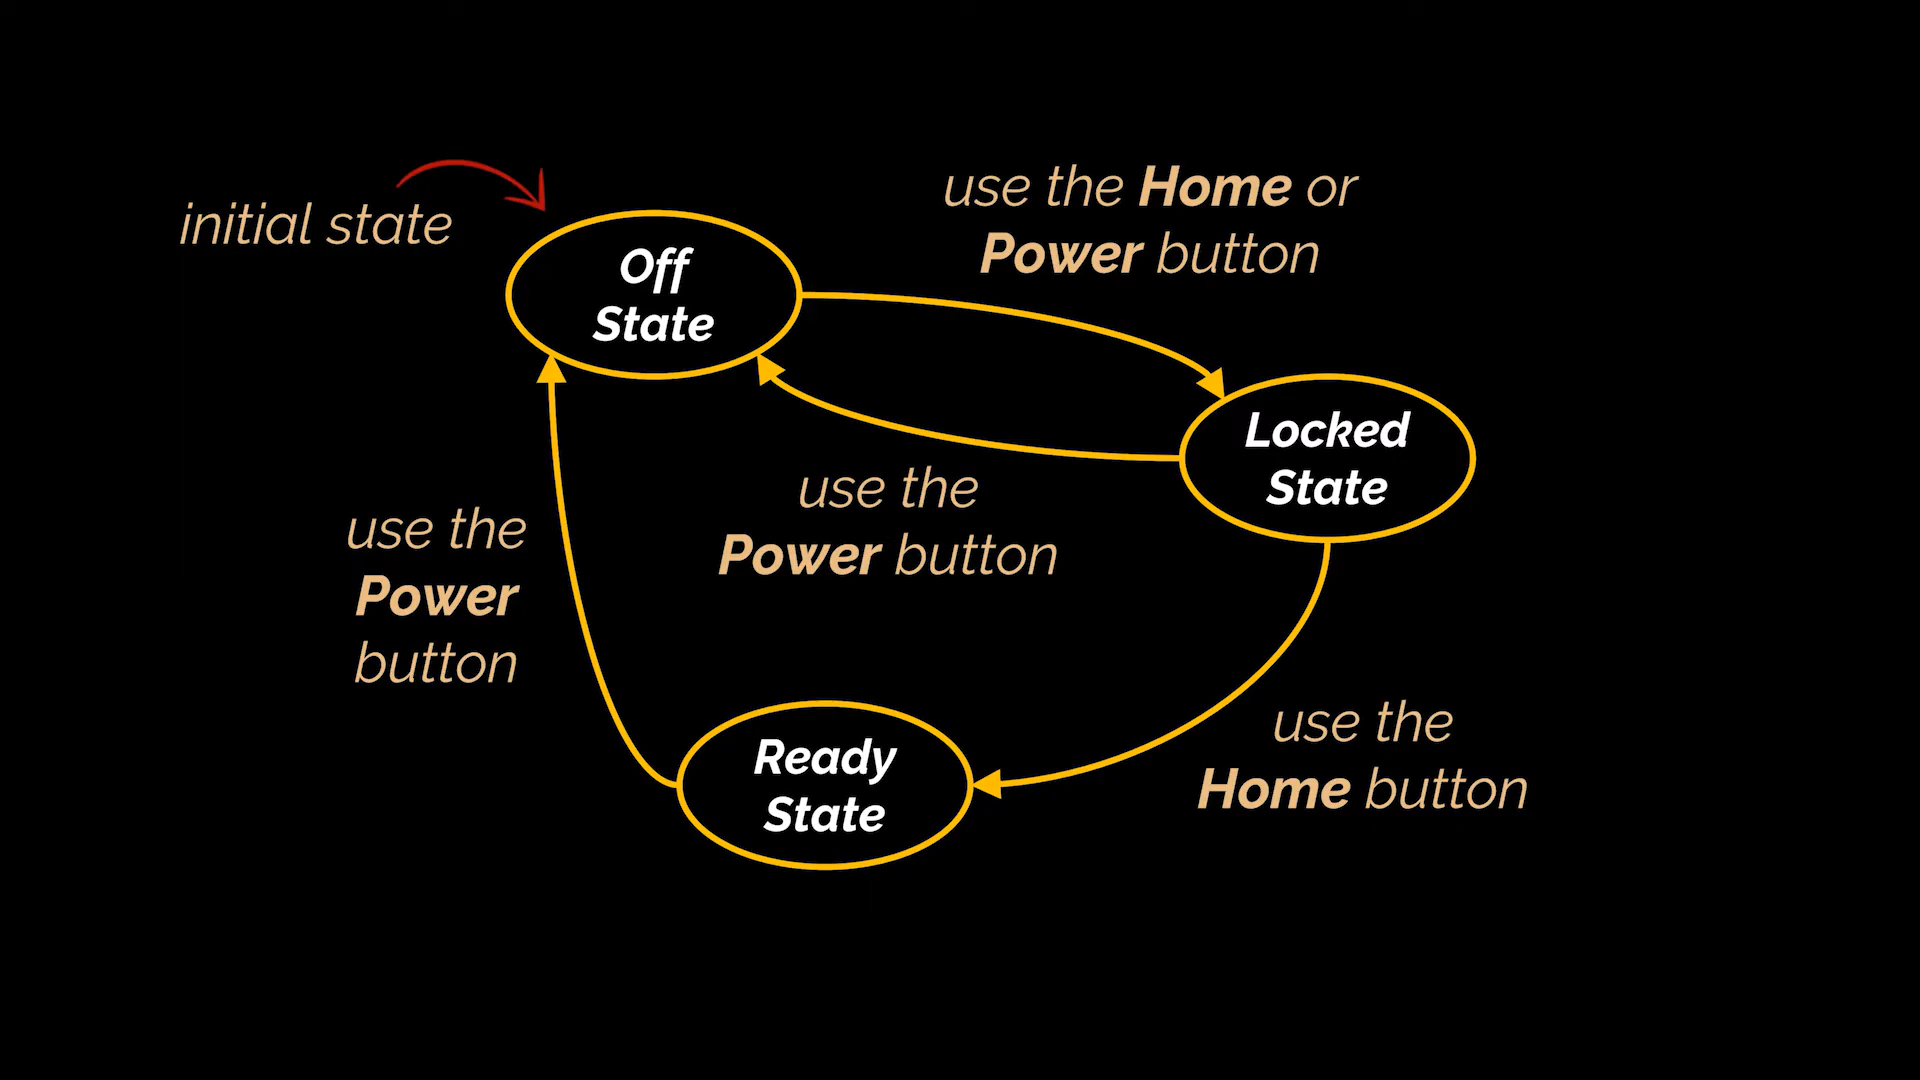 initial state
Off
State
use the Home or
Power button
Locked
State
use the
Power button
use the
Power
button
Ready
State
use the
Home button